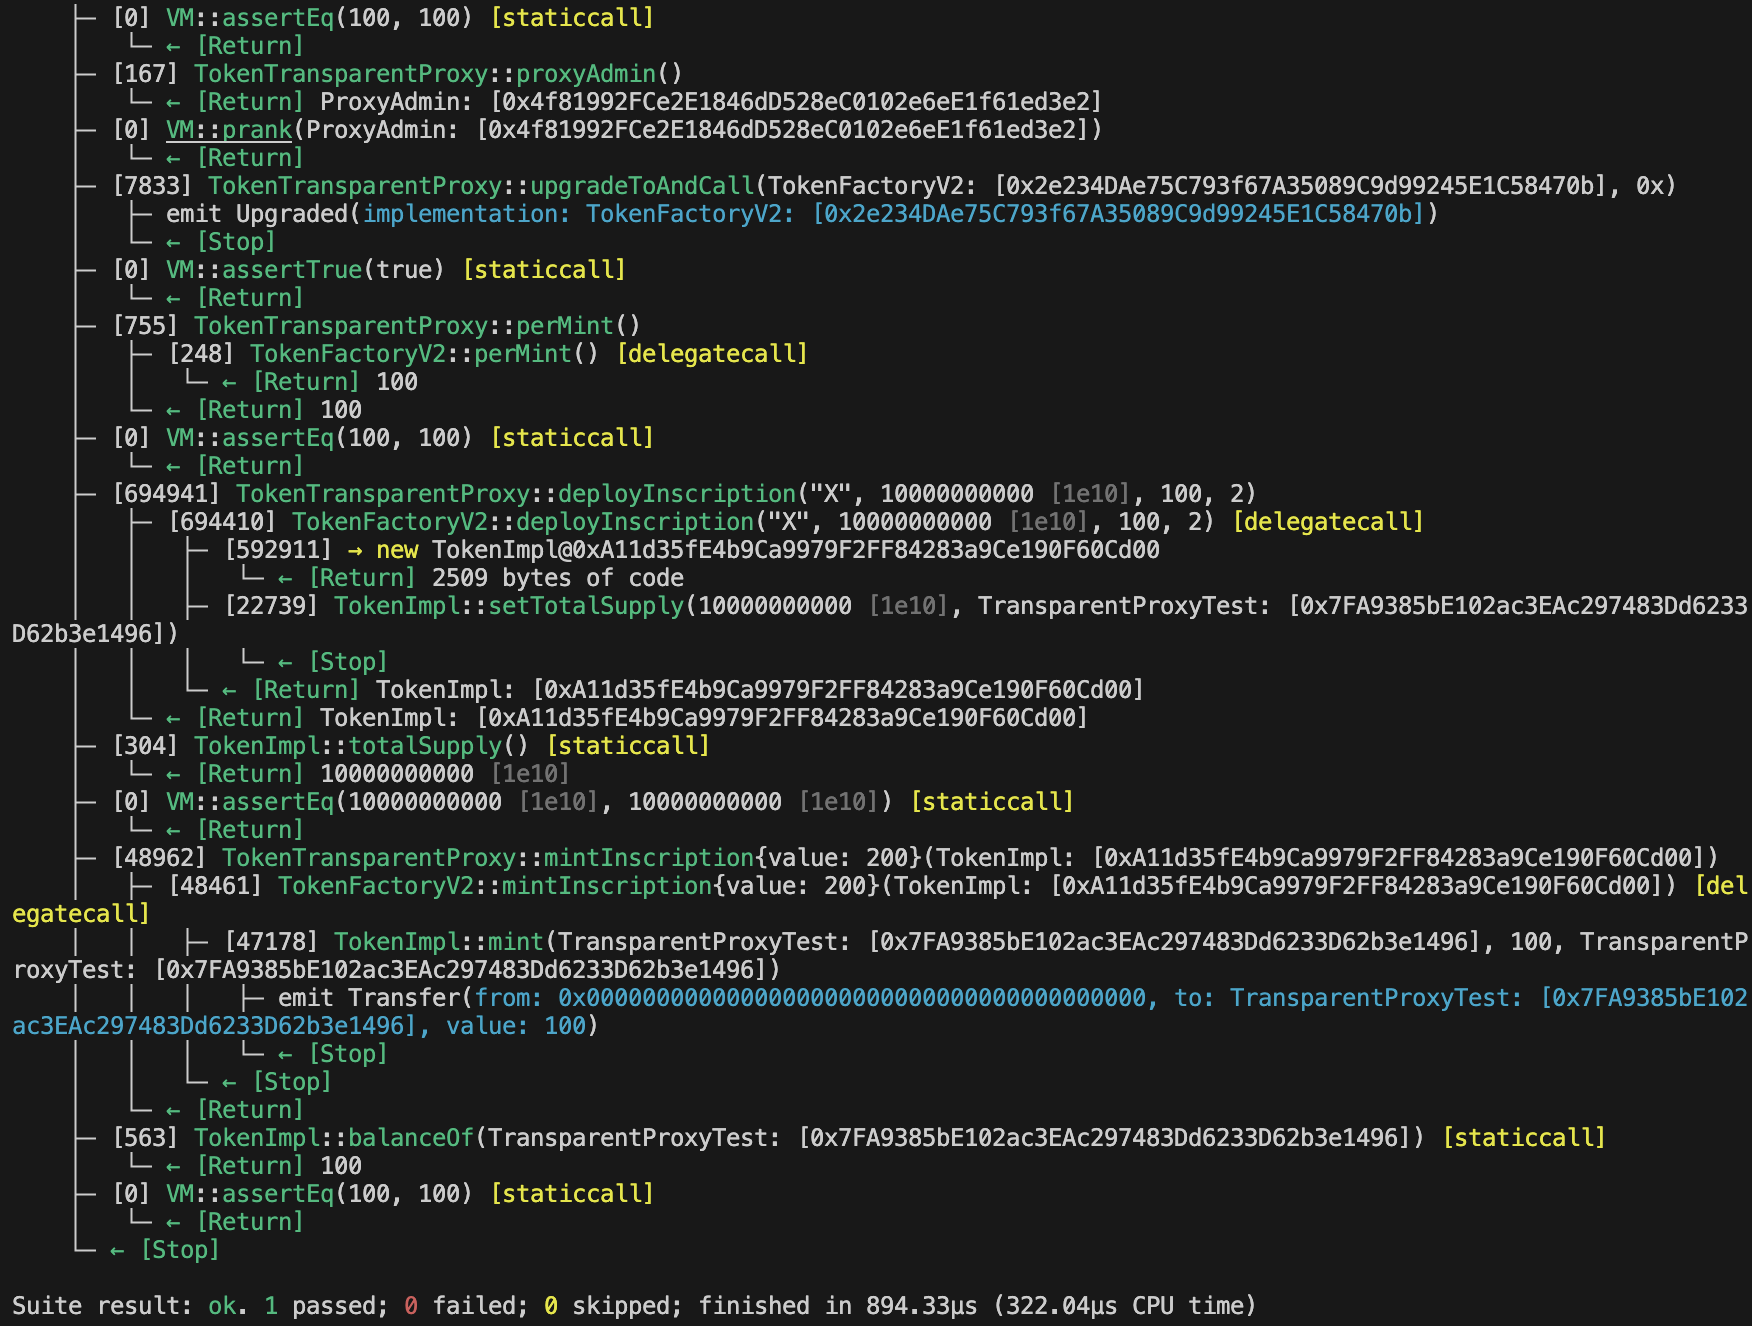 ├─ [0] VM::assertEq(100, 100) [staticcall]
│   └─ ← [Return]
├─ [167] TokenTransparentProxy::proxyAdmin()
│   └─ ← [Return] ProxyAdmin: [0x4f81992FCe2E1846dD528eC0102e6eE1f61ed3e2]
├─ [0] VM::prank(ProxyAdmin: [0x4f81992FCe2E1846dD528eC0102e6eE1f61ed3e2])
│   └─ ← [Return]
├─ [7833] TokenTransparentProxy::upgradeToAndCall(TokenFactoryV2: [0x2e234DAe75C793f67A35089C9d99245E1C58470b], 0x)
│   ├─ emit Upgraded(implementation: TokenFactoryV2: [0x2e234DAe75C793f67A35089C9d99245E1C58470b])
│   └─ ← [Stop]
├─ [0] VM::assertTrue(true) [staticcall]
│   └─ ← [Return]
├─ [755] TokenTransparentProxy::perMint()
│   ├─ [248] TokenFactoryV2::perMint() [delegatecall]
│   │   └─ ← [Return] 100
│   └─ ← [Return] 100
├─ [0] VM::assertEq(100, 100) [staticcall]
│   └─ ← [Return]
├─ [694941] TokenTransparentProxy::deployInscription("X", 10000000000 [1e10], 100, 2)
│   ├─ [694410] TokenFactoryV2::deployInscription("X", 10000000000 [1e10], 100, 2) [delegatecall]
│   │   ├─ [592911] → new TokenImpl@0xA11d35fE4b9Ca9979F2FF84283a9Ce190F60Cd00
│   │   │   └─ ← [Return] 2509 bytes of code
│   │   ├─ [22739] TokenImpl::setTotalSupply(10000000000 [1e10], TransparentProxyTest: [0x7FA9385bE102ac3EAc297483Dd6233
D62b3e1496])
│   │   │   └─ ← [Stop]
│   │   └─ ← [Return] TokenImpl: [0xA11d35fE4b9Ca9979F2FF84283a9Ce190F60Cd00]
│   └─ ← [Return] TokenImpl: [0xA11d35fE4b9Ca9979F2FF84283a9Ce190F60Cd00]
├─ [304] TokenImpl::totalSupply() [staticcall]
│   └─ ← [Return] 10000000000 [1e10]
├─ [0] VM::assertEq(10000000000 [1e10], 10000000000 [1e10]) [staticcall]
│   └─ ← [Return]
├─ [48962] TokenTransparentProxy::mintInscription{value: 200}(TokenImpl: [0xA11d35fE4b9Ca9979F2FF84283a9Ce190F60Cd00])
│   ├─ [48461] TokenFactoryV2::mintInscription{value: 200}(TokenImpl: [0xA11d35fE4b9Ca9979F2FF84283a9Ce190F60Cd00]) [del
egatecall]
│   │   ├─ [47178] TokenImpl::mint(TransparentProxyTest: [0x7FA9385bE102ac3EAc297483Dd6233D62b3e1496], 100, TransparentP
roxyTest: [0x7FA9385bE102ac3EAc297483Dd6233D62b3e1496])
│   │   │   ├─ emit Transfer(from: 0x0000000000000000000000000000000000000000, to: TransparentProxyTest: [0x7FA9385bE102
ac3EAc297483Dd6233D62b3e1496], value: 100)
│   │   │   └─ ← [Stop]
│   │   └─ ← [Stop]
│   └─ ← [Return]
├─ [563] TokenImpl::balanceOf(TransparentProxyTest: [0x7FA9385bE102ac3EAc297483Dd6233D62b3e1496]) [staticcall]
│   └─ ← [Return] 100
├─ [0] VM::assertEq(100, 100) [staticcall]
│   └─ ← [Return]
└─ ← [Stop]
Suite result: ok. 1 passed; 0 failed; 0 skipped; finished in 894.33µs (322.04µs CPU time)